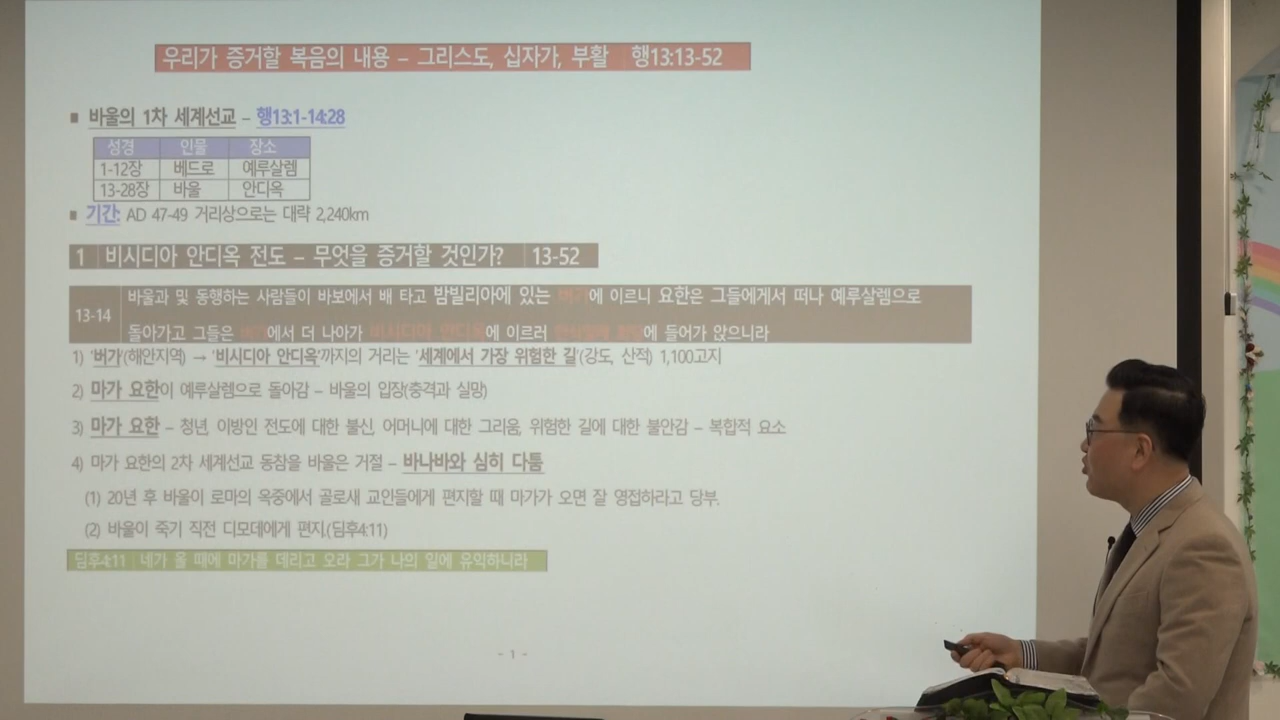 우리가 증거할 복음의 내용 – 그리스도, 십자가, 부활 행13:13-52
■ 바울의 1차 세계선교 – 행13:1-14:28
성경 인물 장소
1-12장 베드로 예루살렘
13-28장 바울 안디옥
■ 기간: AD 47-49 거리상으로는 대략 2,240km
1 비시디아 안디옥 전도 – 무엇을 증거할 것인가? 13-52
13-14
바울과 및 동행하는 사람들이 바보에서 배 타고 밤빌리아에 있는 버가에 이르니 요한은 그들에게서 떠나 예루살렘으로
돌아가고 그들은 버가에서 더 나아가 비시디아 안디옥에 이르러 에 들어가 앉으니라
1) '버가'(해안지역) → '비시디아 안디옥'까지의 거리는 '세계에서 가장 위험한 길'(강도, 산적) 1,100고지
2) 마가 요한이 예루살렘으로 돌아감 – 바울의 입장(충격과 실망)
3) 마가 요한 – 청년, 이방인 전도에 대한 불신, 어머니에 대한 그리움, 위험한 길에 대한 불안감 – 복합적 요소
4) 마가 요한의 2차 세계선교 동참을 바울은 거절 – 바나바와 심히 다툼
(1) 20년 후 바울이 로마의 옥중에서 골로새 교인들에게 편지할 때 마가가 오면 잘 영접하라고 당부.
(2) 바울이 죽기 직전 디모데에게 편지.(딤후4:11)
딤후4:11 네가 올 때에 마가를 데리고 오라 그가 나의 일에 유익하니라
- 1 -